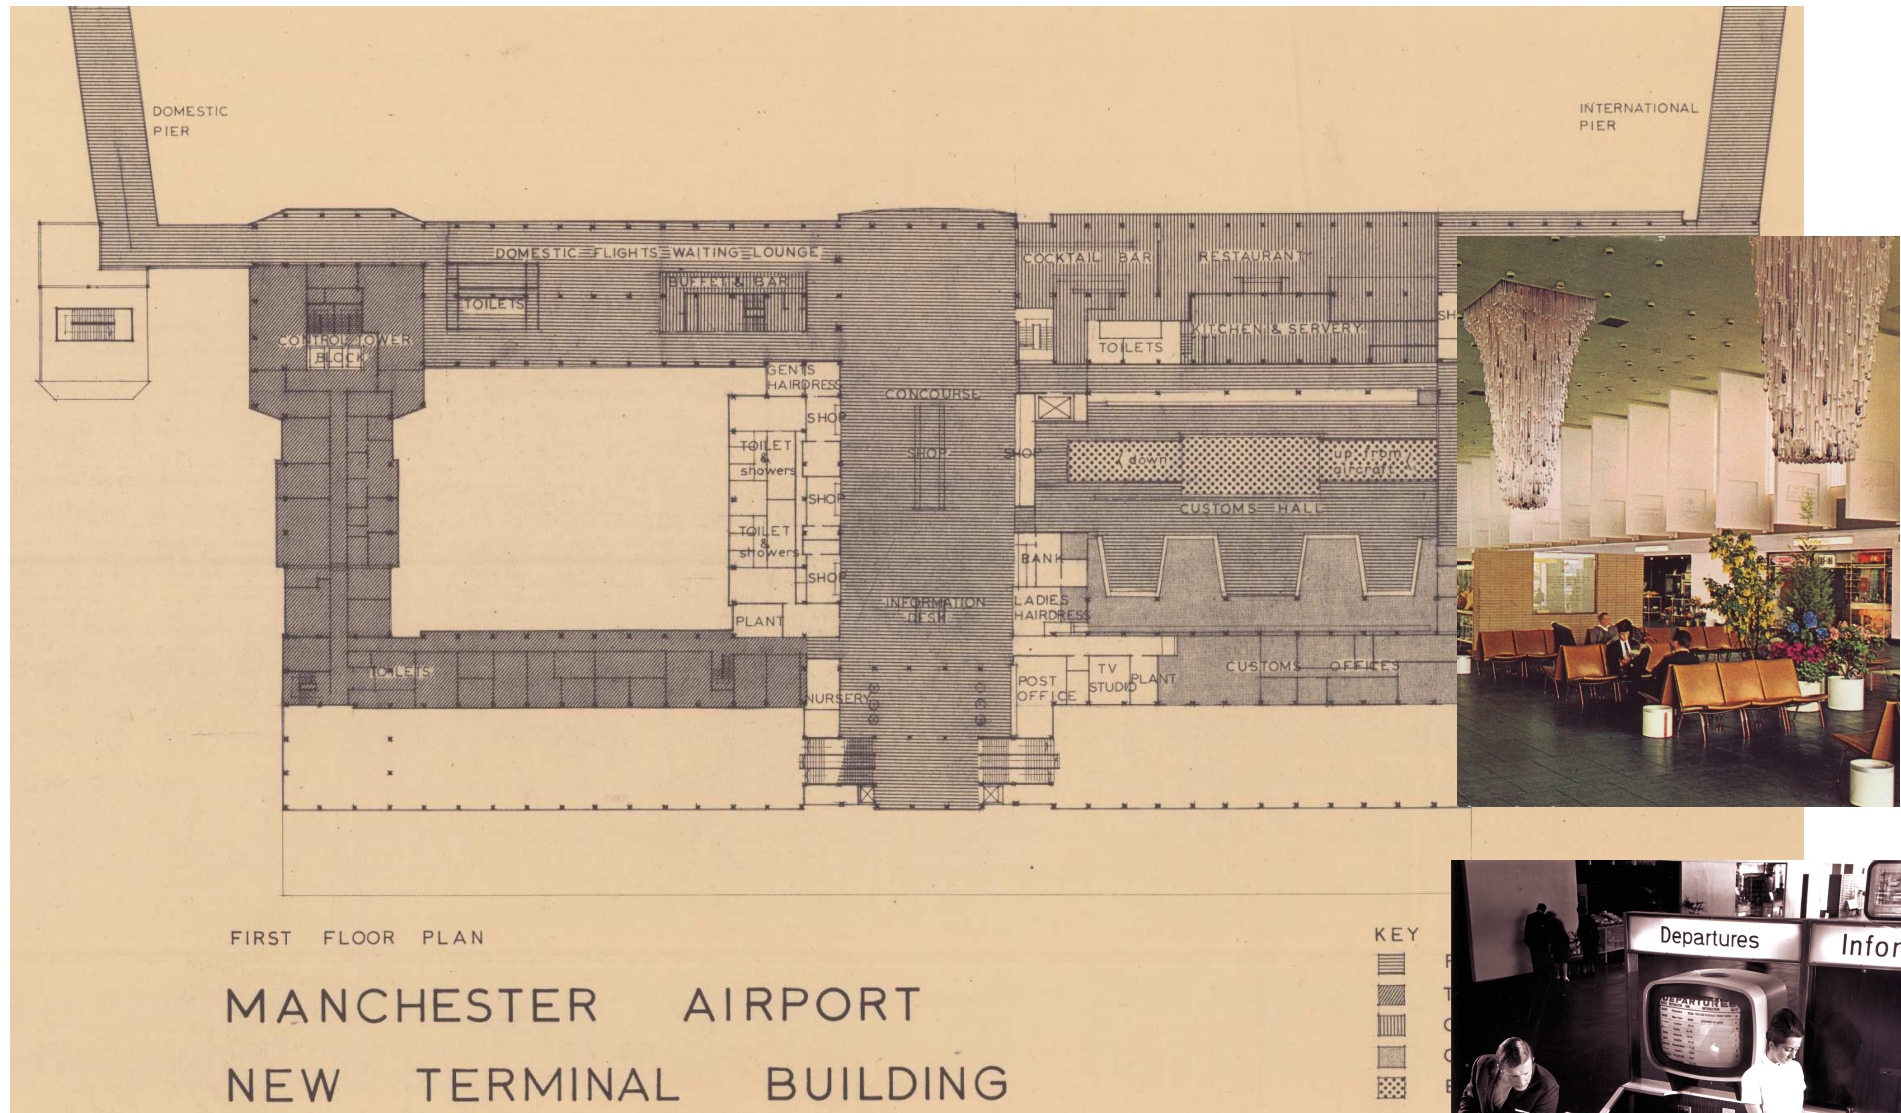 DOMESTIC
PIER
INTERNATIONAL
PIER
DOMESTIC FLIGHTS WAITING LOUNGE
COCKTAIL BAR
RESTAURANT
BUFFET & BAR
TOILETS
SH
KITCHEN & SERVERY
CONTROL TOWER
BLOCK
TOILETS
GENTS
HAIRDRESS
CONCOURSE
SHOP
TOILET
&
showers
SHOP
SHOP
down
up from
aircraft
SHOP
CUSTOMS HALL
TOILET
&
showers
BANK
SHOP
INFORMATION
DESK
LADIES
HAIRDRESS
PLANT
TOILETS
CUSTOMS OFFICES
TV
STUDIO
PLANT
POST
OFFICE
NURSERY
FIRST FLOOR PLAN
KEY
MANCHESTER AIRPORT
NEW TERMINAL BUILDING
Departures
Infor
DEPARTURES